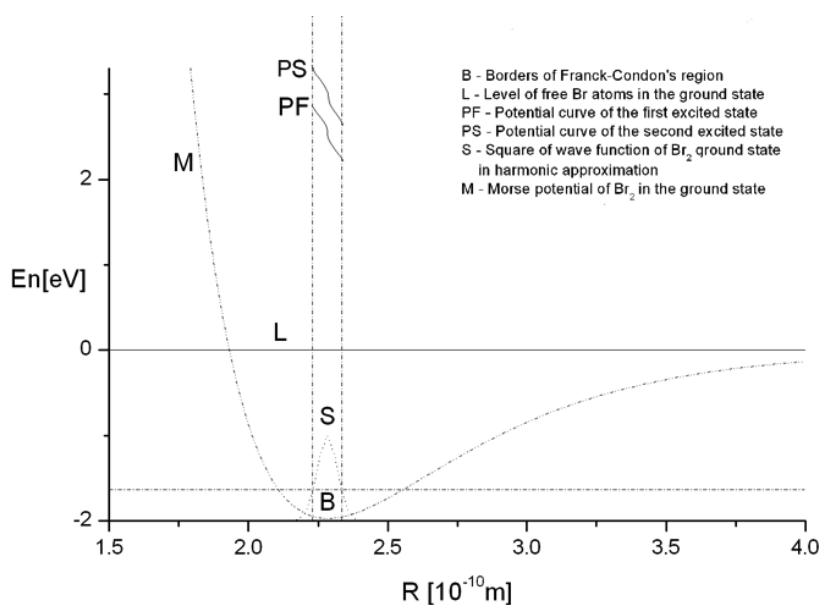 PS
PF
M
L
S
B
B - Borders of Franck-Condon's region
L - Level of free Br atoms in the ground state
PF - Potential curve of the first excited state
PS - Potential curve of the second excited state
S - Square of wave function of Br2 qround state
in harmonic approximation
M - Morse potential of Br2 in the ground state
En[eV]
2
0
-2
1.5
2.0
2.5
3.0
3.5
4.0
R [10-10m]